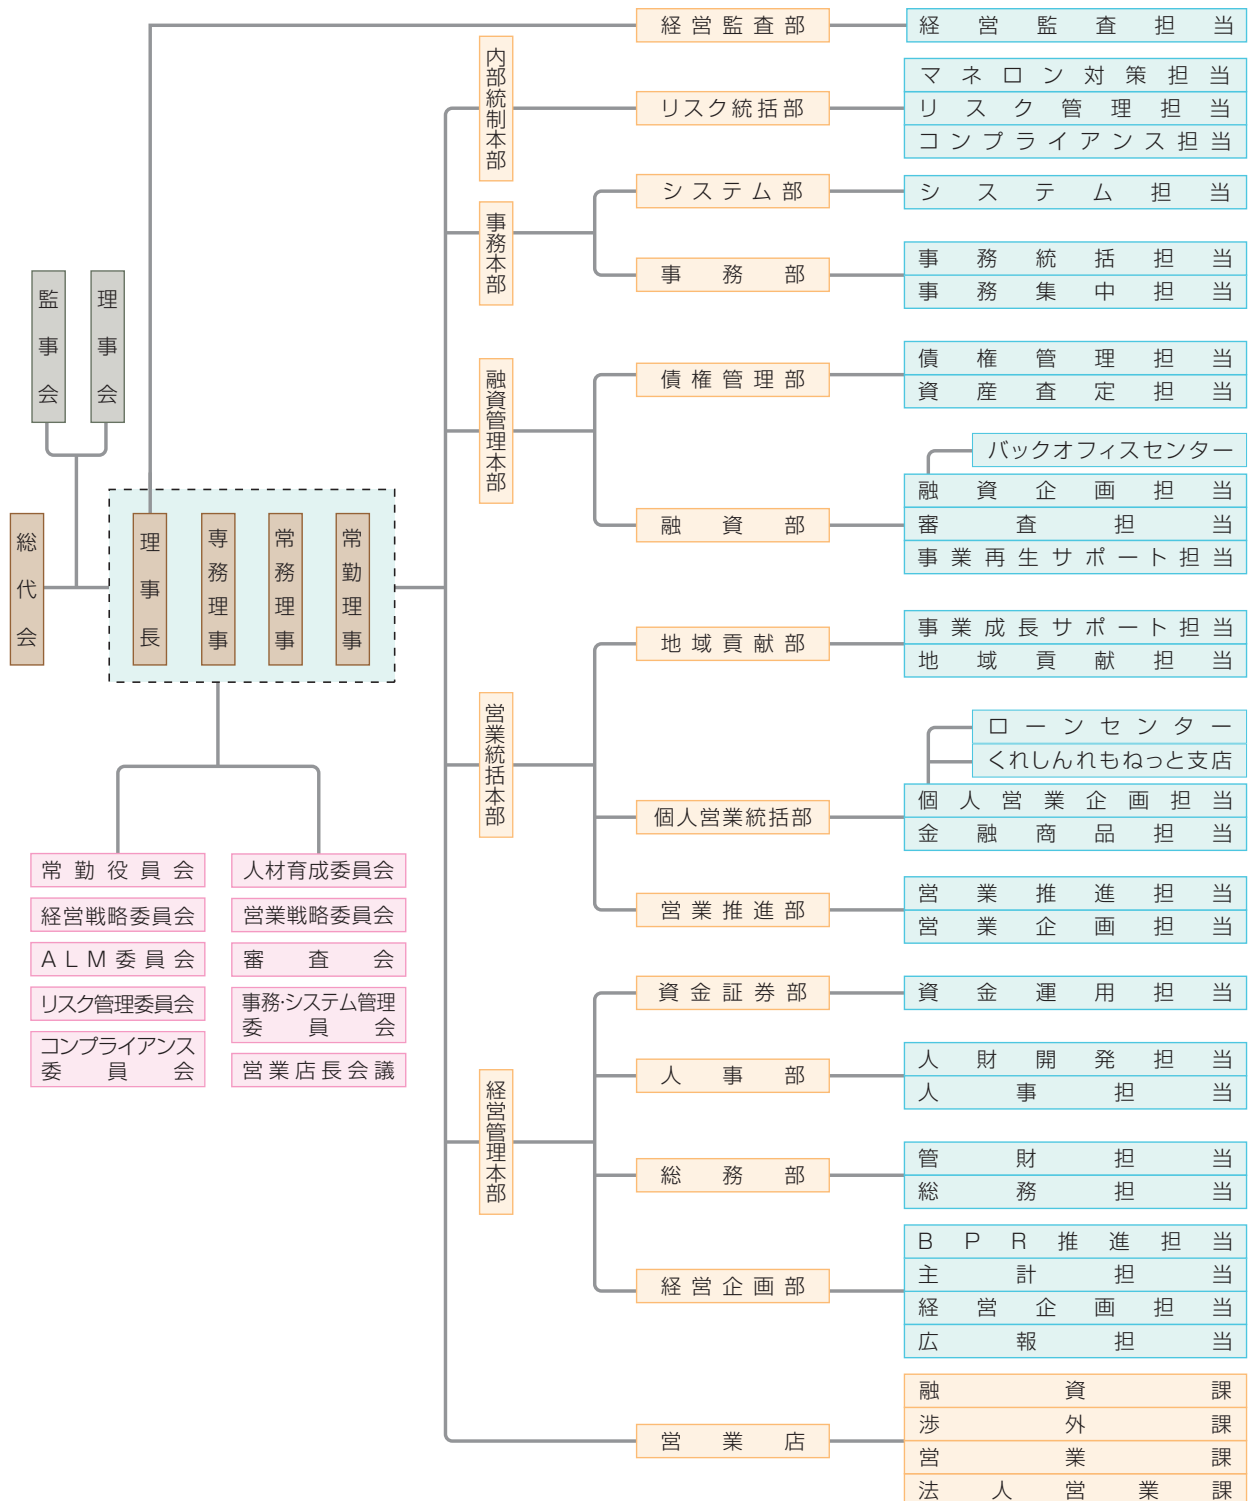 監事会
理事会
総代会
理事長
専務理事
常務理事
常勤理事
常勤役員会
経営戦略委員会
ALM委員会
リスク管理委員会
コンプライアンス
委員会
人材育成委員会
営業戦略委員会
審査会
事務・システム管理
委員会
営業店長会議
経営監査部
経営監査担当
内部統制本部
リスク統括部
マネロン対策担当
リスク管理担当
コンプライアンス担当
事務本部
システム部
システム担当
事務部
事務統括担当
事務集中担当
融資管理本部
債権管理部
債権管理担当
資産査定担当
融資部
バックオフィスセンター
融資企画担当
審査担当
事業再生サポート担当
営業統括本部
地域貢献部
事業成長サポート担当
地域貢献担当
個人営業統括部
ローンセンター
くれしんれもねっと支店
個人営業企画担当
金融商品担当
営業推進部
営業推進担当
営業企画担当
経営管理本部
資金証券部
資金運用担当
人事部
人財開発担当
人事担当
総務部
管財担当
総務担当
経営企画部
BPR推進担当
主計担当
経営企画担当
広報担当
営業店
融資課
渉外課
営業課
法人営業課